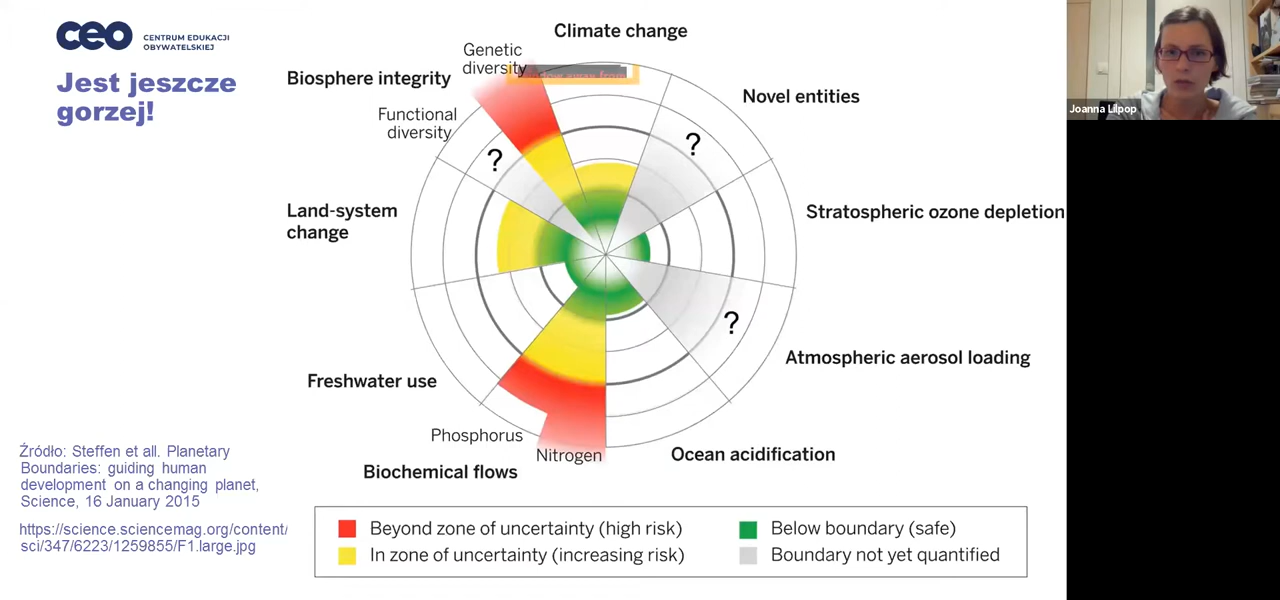 ceo CENTRUM EDUKACJI
OBYWATELSKIEJ
Jest jeszcze
gorzej!
Climate change
Genetic
diversity
Biosphere integrity
Functional
diversity
Novel entities
?
?
Land-system
change
Stratospheric ozone depletion
?
Atmospheric aerosol loading
Freshwater use
Phosphorus
Nitrogen
Biochemical flows
Ocean acidification
Źródło: Steffen et all. Planetary
Boundaries: guiding human
development on a changing planet,
Science, 16 January 2015
https://science.sciencemag.org/content/
sci/347/6223/1259855/F1.large.jpg
Beyond zone of uncertainty (high risk)
In zone of uncertainty (increasing risk)
Below boundary (safe)
Boundary not yet quantified
Joanna Lilpop